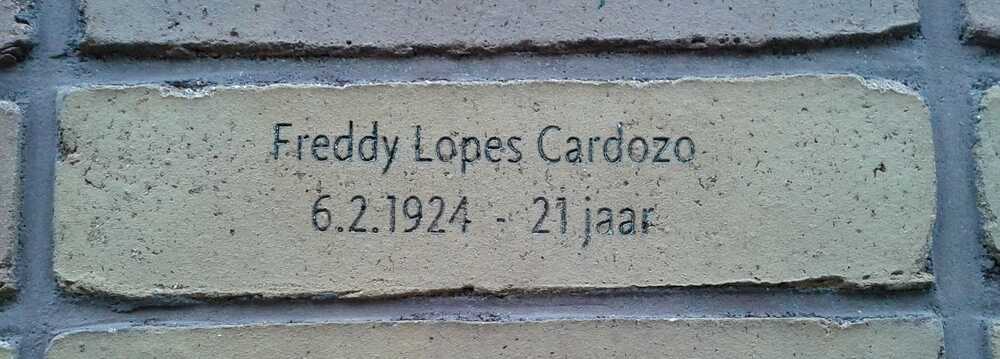 Freddy Lopes Cardozo
6.2.1924 - 21 jaar